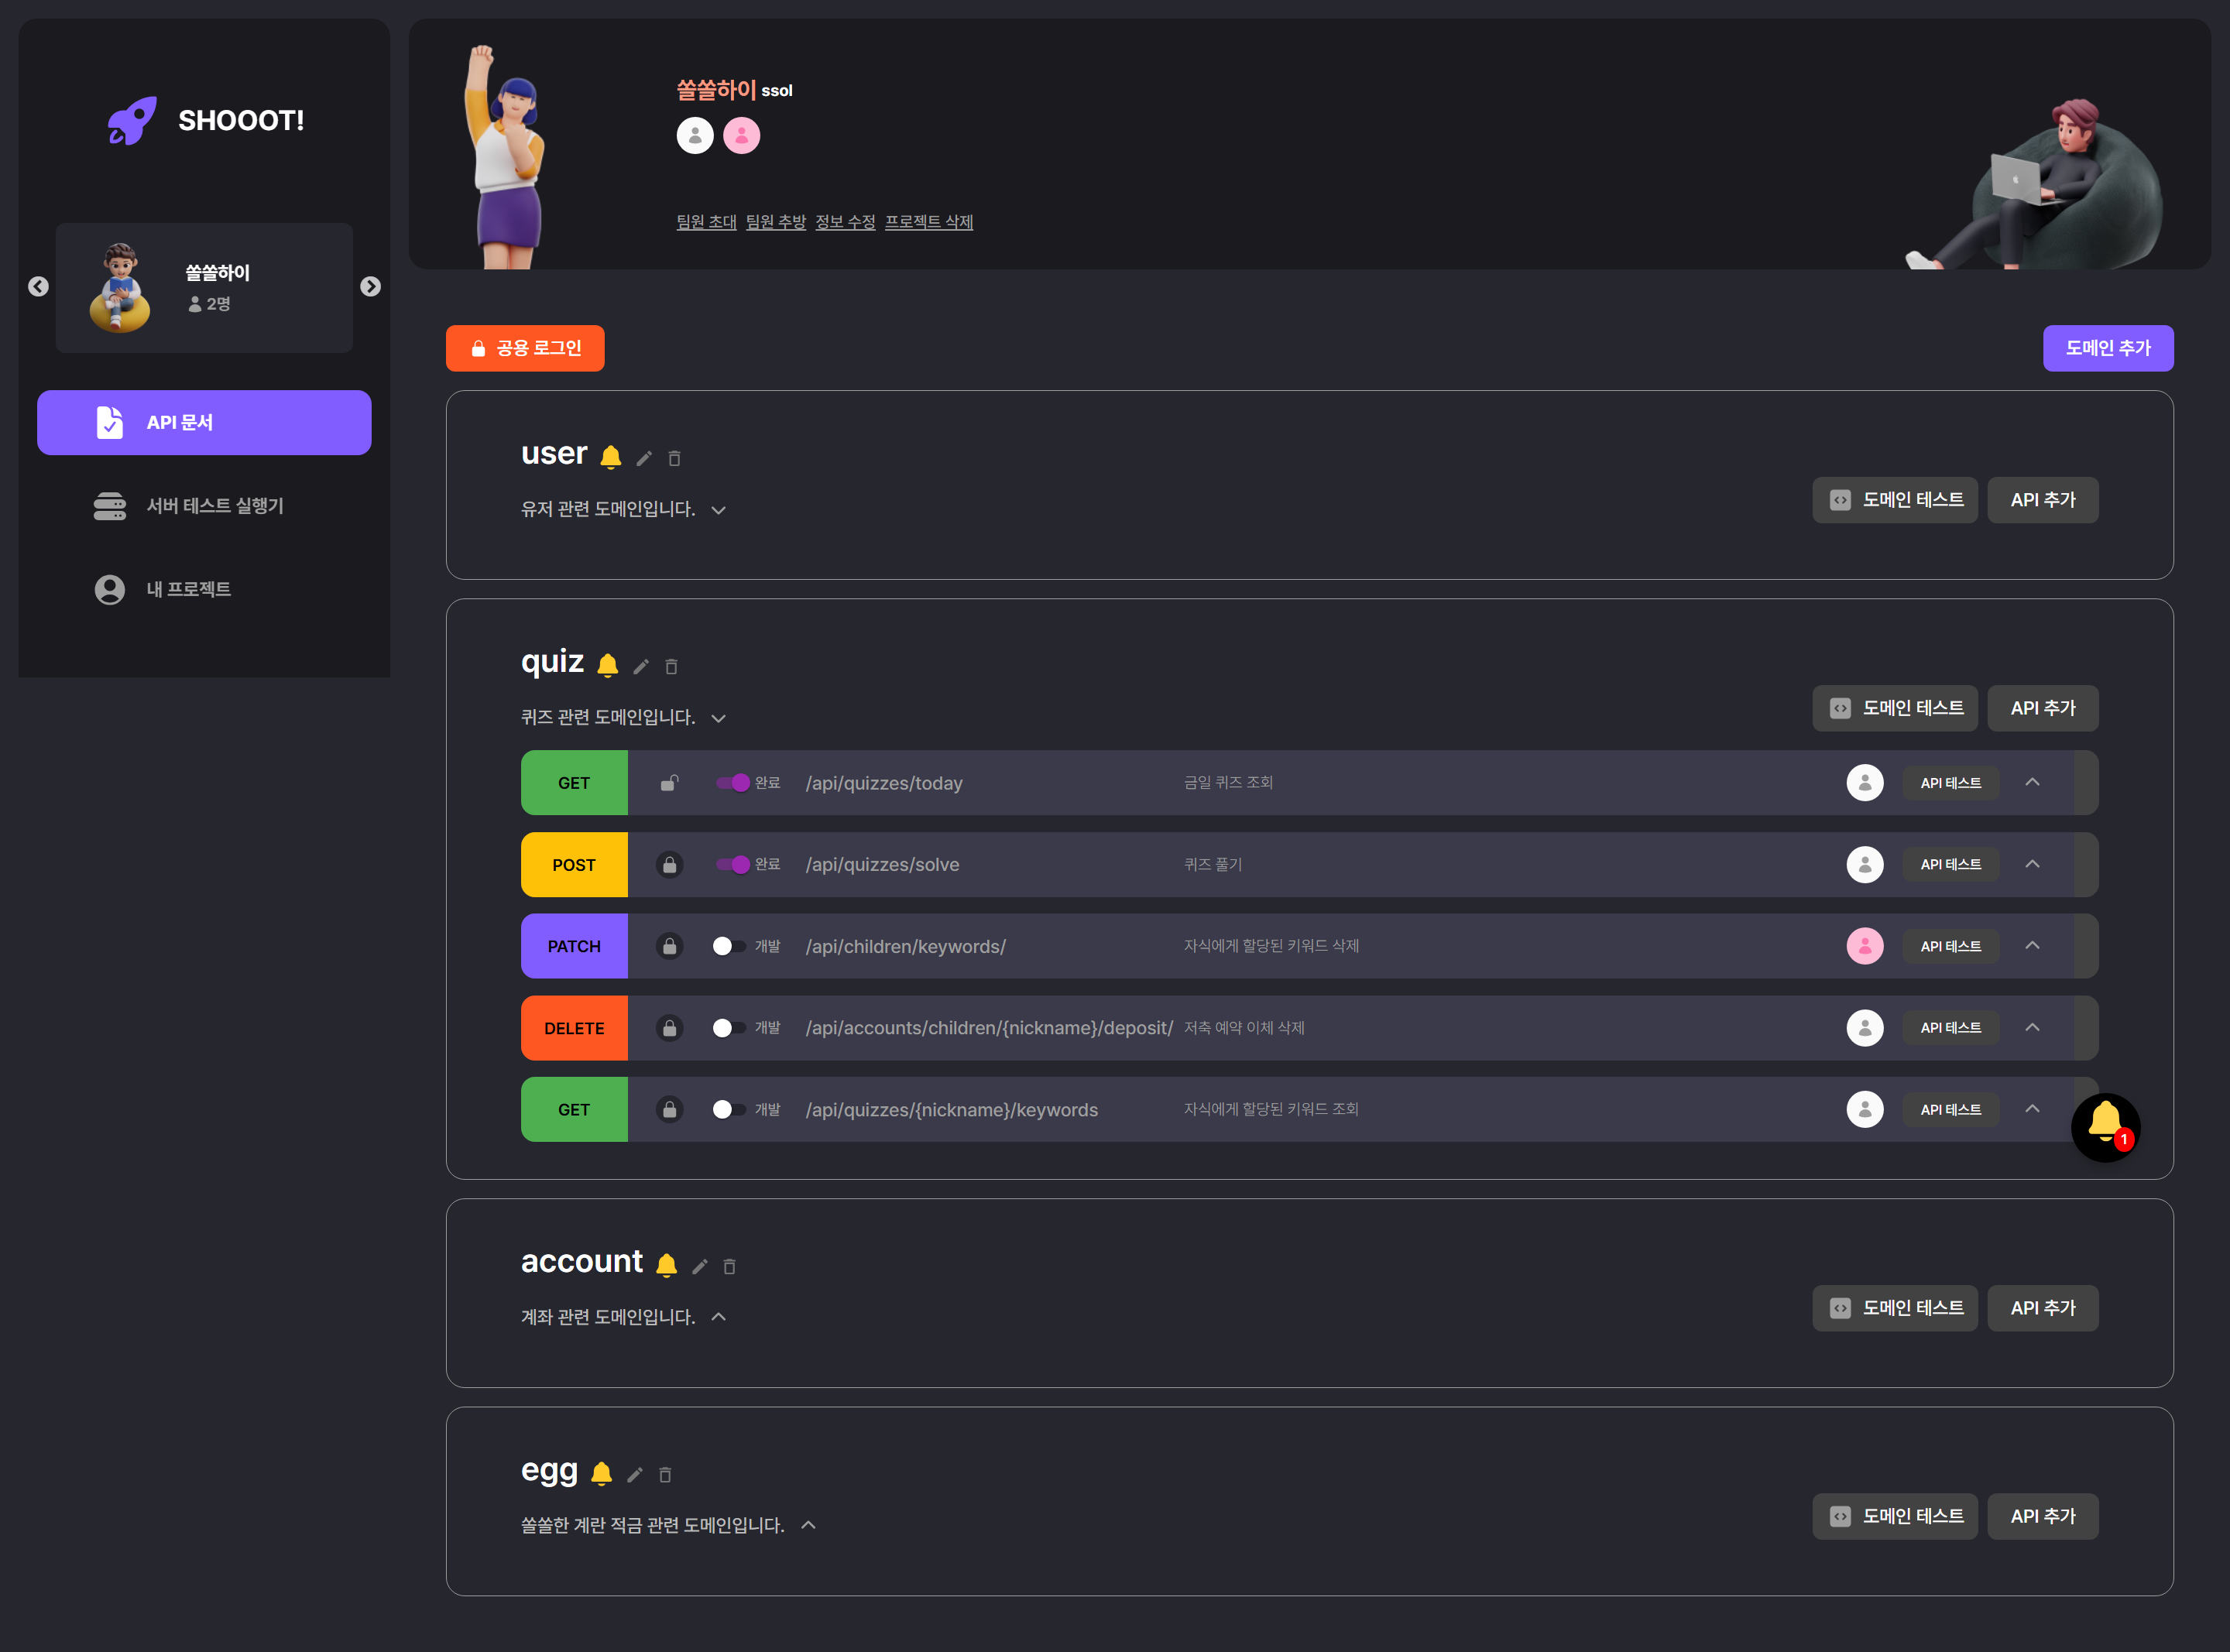 SHOOOT!
쏠쏠하이
2명
API 문서
서버 테스트 실행기
내 프로젝트
쏠쏠하이 ssol
팀원 초대 팀원 추방 정보 수정 프로젝트 삭제
공용 로그인
도메인 추가
user
유저 관련 도메인입니다.
도메인 테스트
API 추가
quiz
퀴즈 관련 도메인입니다.
도메인 테스트
API 추가
GET 완료 /api/quizzes/today 금일 퀴즈 조회 API 테스트
POST 완료 /api/quizzes/solve 퀴즈 풀기 API 테스트
PATCH 개발 /api/children/keywords/ 자식에게 할당된 키워드 삭제 API 테스트
DELETE 개발 /api/accounts/children/{nickname}/deposit/ 저축 예약 이체 삭제 API 테스트
GET 개발 /api/quizzes/{nickname}/keywords 자식에게 할당된 키워드 조회 API 테스트
1
account
계좌 관련 도메인입니다.
도메인 테스트
API 추가
egg
쏠쏠한 계란 적금 관련 도메인입니다.
도메인 테스트
API 추가